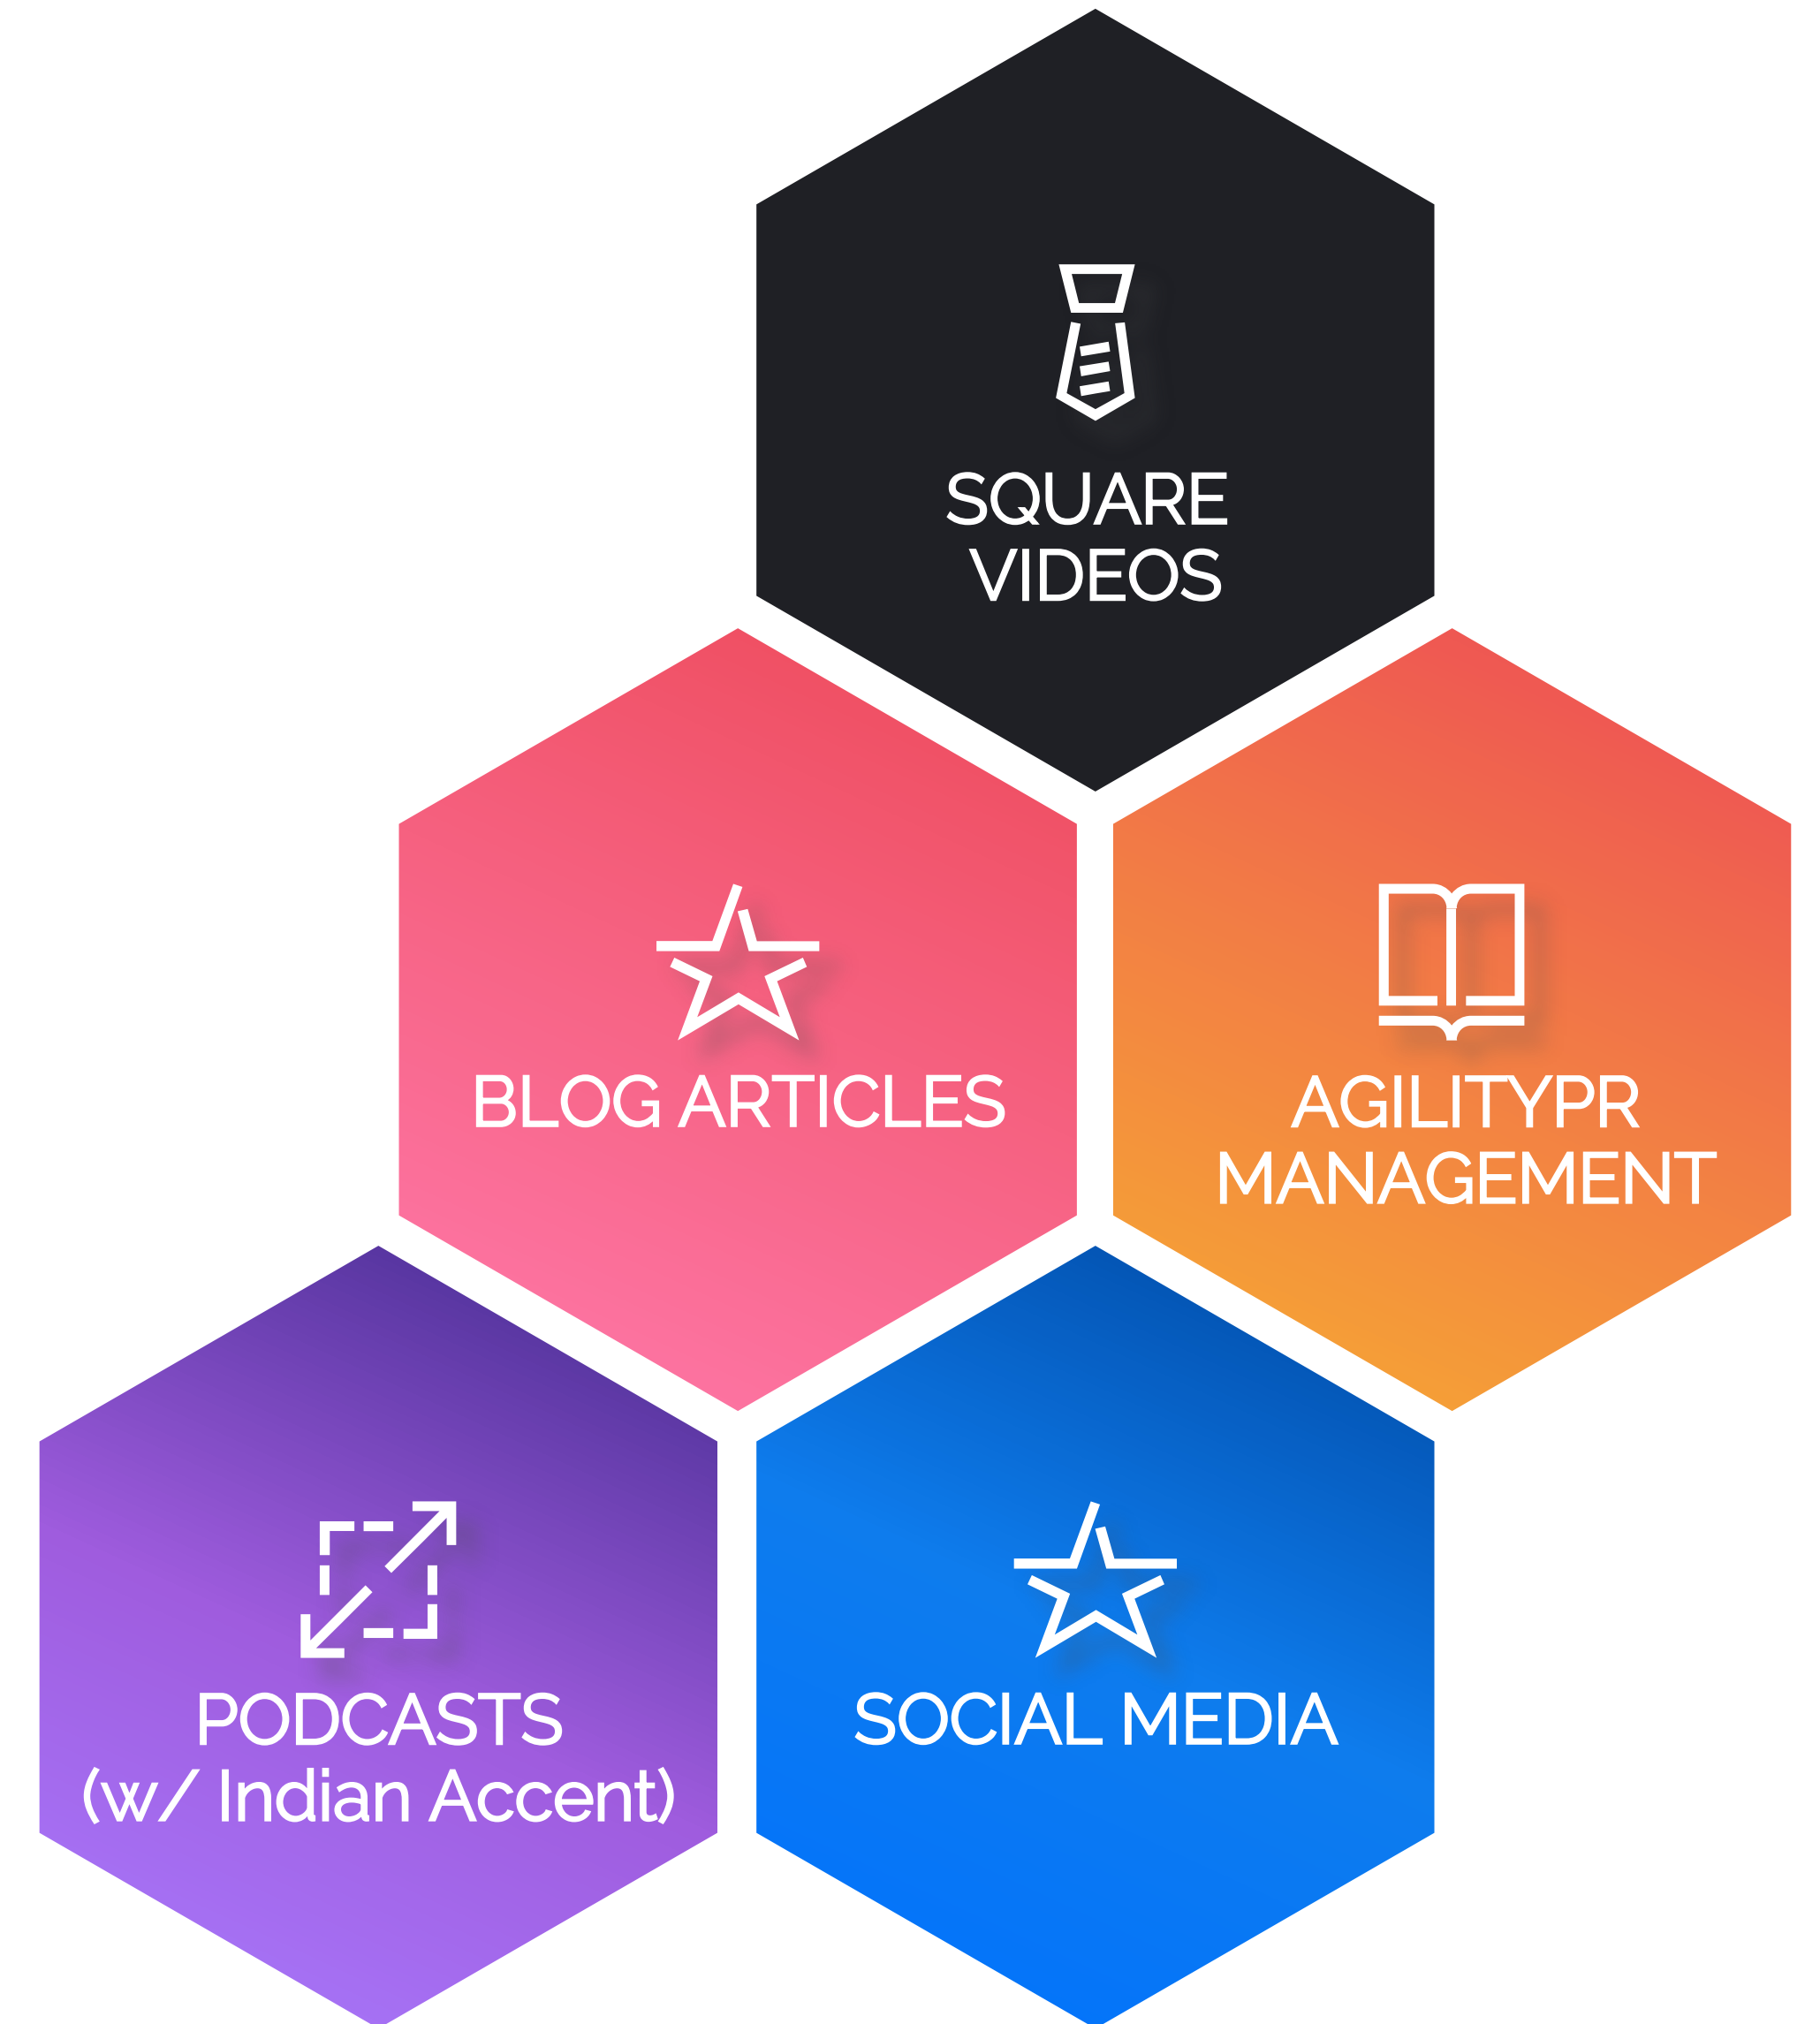 SQUARE
VIDEOS
BLOG ARTICLES
AGILITYPR
MANAGEMENT
PODCASTS
(w/ Indian Accent)
SOCIAL MEDIA